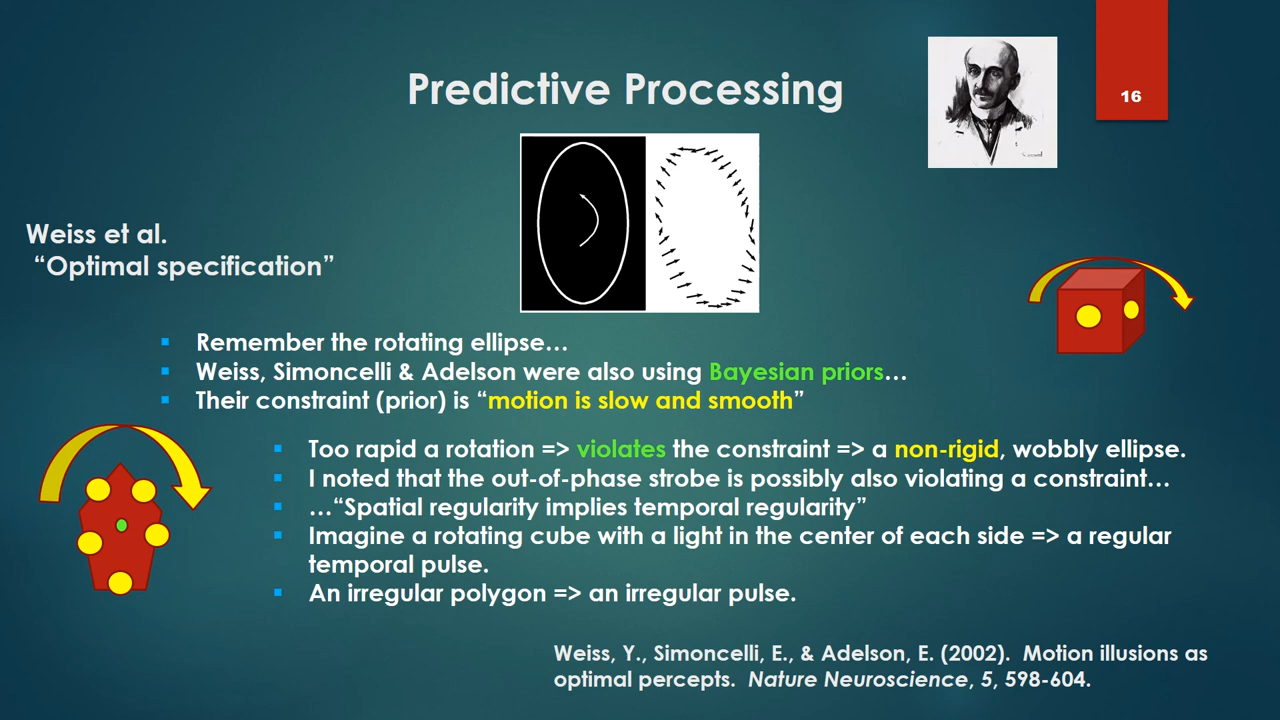 Predictive Processing
16
Weiss et al.
“Optimal specification”
Remember the rotating ellipse…
Weiss, Simoncelli & Adelson were also using Bayesian priors…
Their constraint (prior) is “motion is slow and smooth”
Too rapid a rotation => violates the constraint => a non-rigid, wobbly ellipse.
I noted that the out-of-phase strobe is possibly also violating a constraint…
…“Spatial regularity implies temporal regularity”
Imagine a rotating cube with a light in the center of each side => a regular
temporal pulse.
An irregular polygon => an irregular pulse.
Weiss, Y., Simoncelli, E., & Adelson, E. (2002).  Motion illusions as
optimal percepts.  Nature Neuroscience, 5, 598-604.